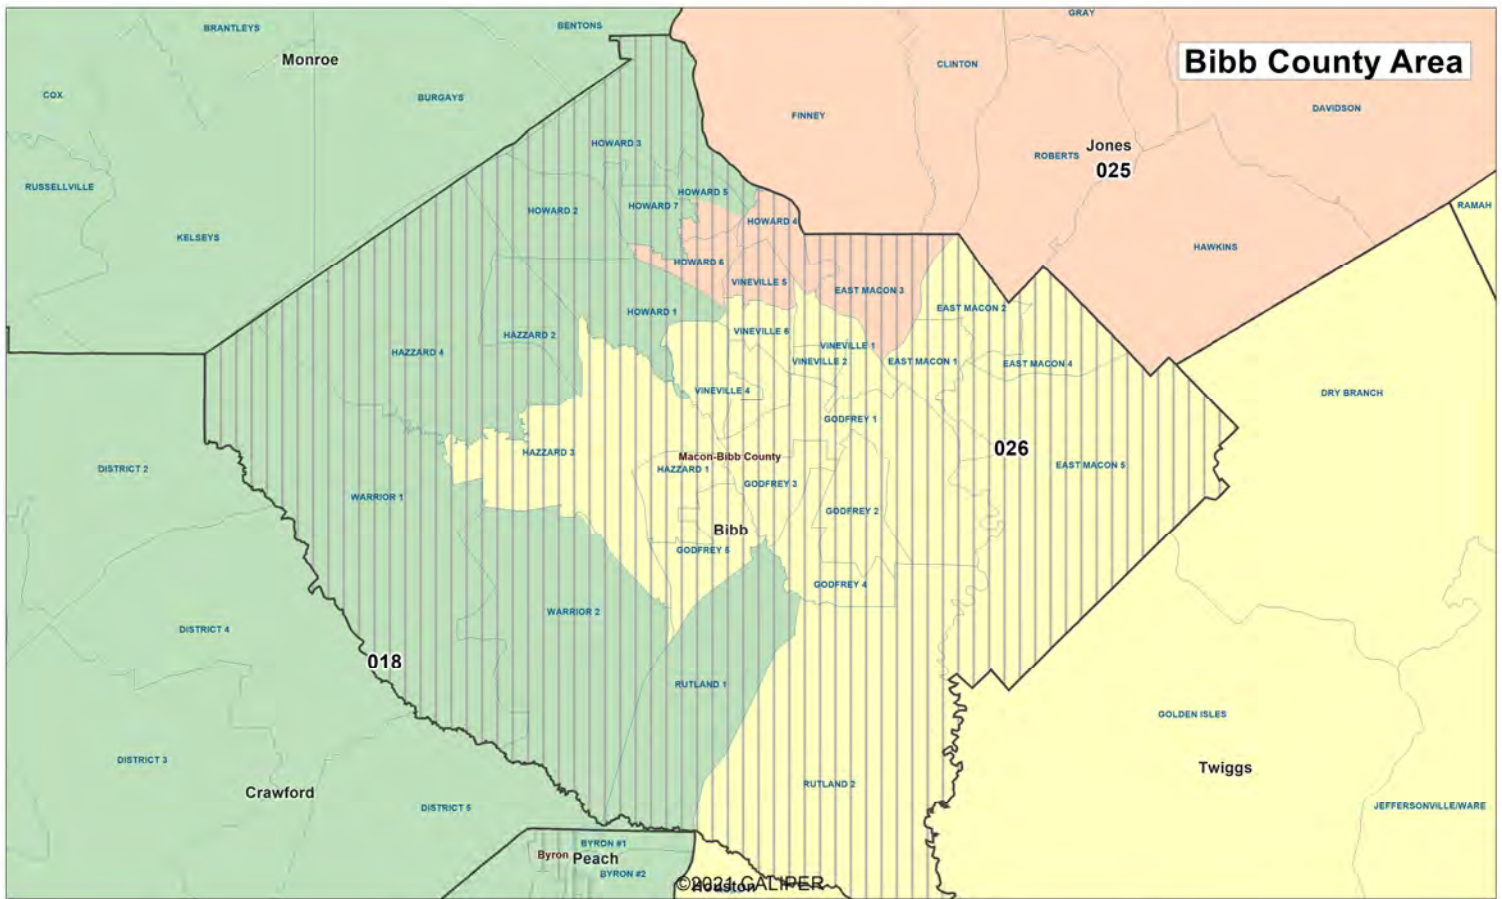 GRAY
BRANTLEYS
BENTONS
Monroe
Bibb County Area
CLINTON
COX
BURGAYS
DAVIDSON
FINNEY
HOWARD 3
Jones
ROBERTS
025
RUSSELLVILLE
HOWARD 5
RAMAH
HOWARD 7
HOWARD 2
HOWARD 4
KELSEYS
HAWKINS
HOWARD 6
VINEVILLE 5
EAST MACON 3
EAST MACON 2
HOWARD 1
VINEVILLE 6
HAZZARD 2
VINEVILLE 1
HAZZARD 4
VINEVILLE 2
EAST MACON 1
EAST MACON 4
VINEVILLE 4
DRY BRANCH
GODFREY 1
026
HAZZARD 3
Macon-Bibb County
EAST MACON 5
DISTRICT 2
HAZZARD 1
GODFREY 3
WARRIOR 1
GODFREY 2
Bibb
GODFREY 5
GODFREY 4
WARRIOR 2
DISTRICT 4
018
RUTLAND 1
GOLDEN ISLES
DISTRICT 3
Twiggs
RUTLAND 2
Crawford
DISTRICT 5
JEFFERSONVILLE/WARE
BYRON #1
Byron
Peach
BYRON #2
Houston
©2021 CALIPER